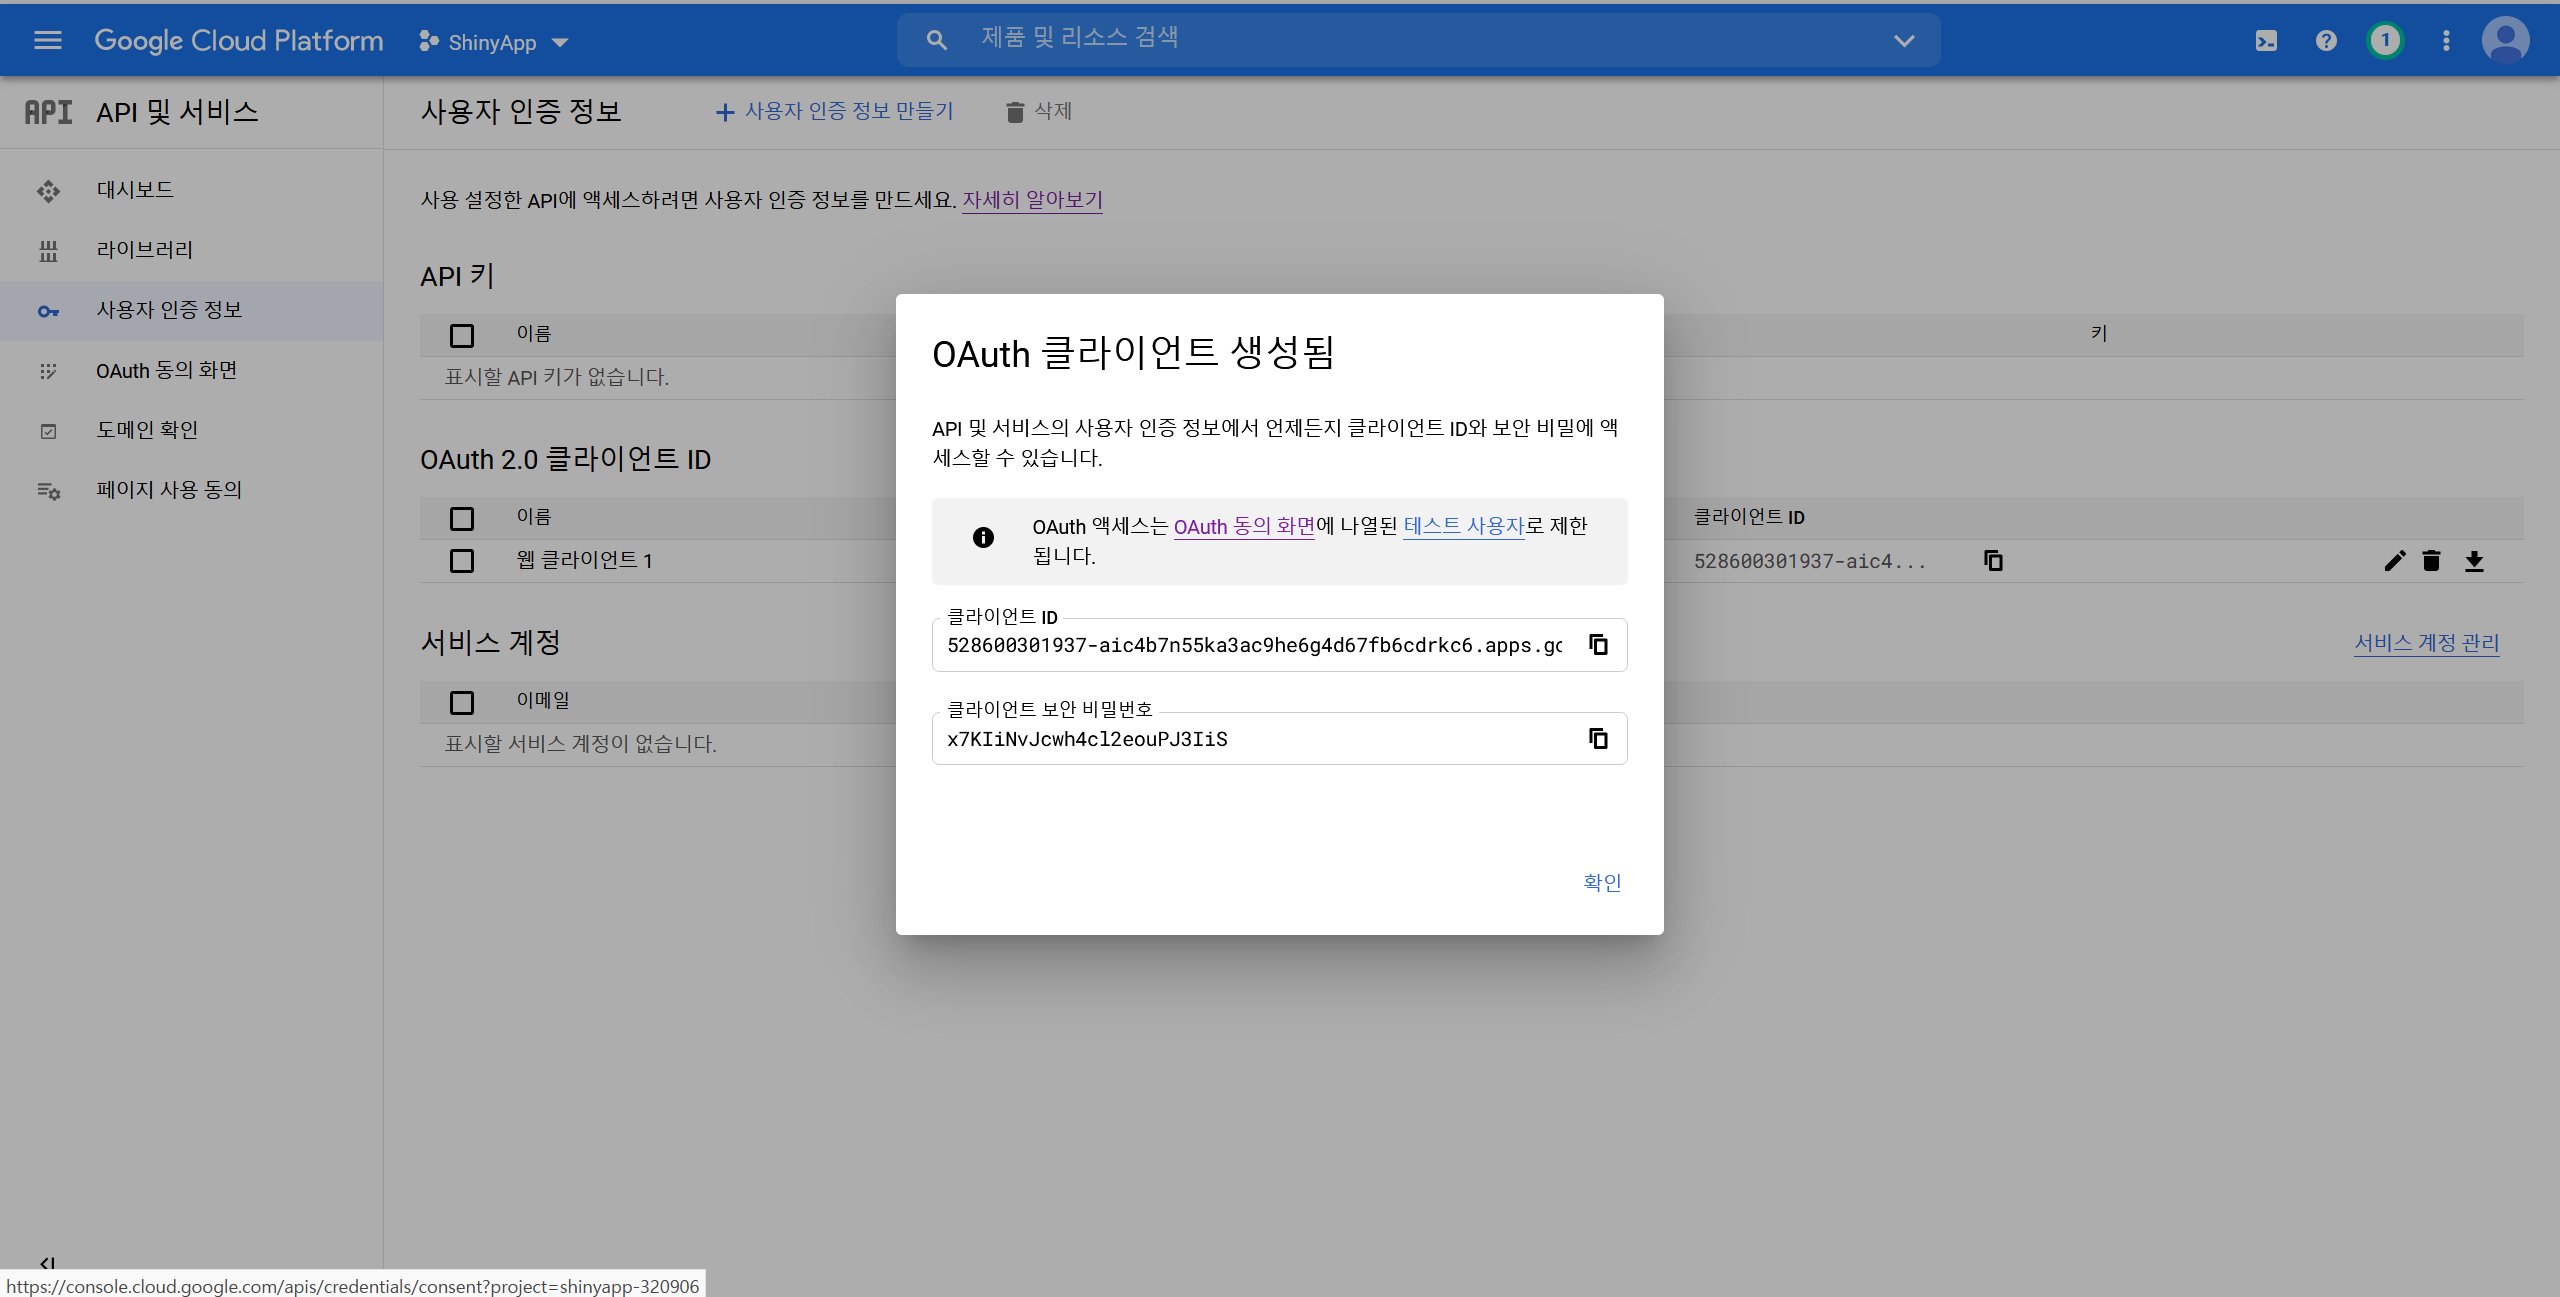 Google Cloud Platform
ShinyApp
제품 및 리소스 검색
1
API
API 및 서비스
사용자 인증 정보
사용자 인증 정보 만들기
삭제
대시보드
라이브러리
사용자 인증 정보
OAuth 동의 화면
도메인 확인
페이지 사용 동의
사용 설정한 API에 액세스하려면 사용자 인증 정보를 만드세요. 자세히 알아보기
API 키
이름
키
표시할 API 키가 없습니다.
OAuth 2.0 클라이언트 ID
이름
클라이언트 ID
웹 클라이언트 1
528600301937-aic4...
서비스 계정
서비스 계정 관리
이메일
표시할 서비스 계정이 없습니다.
OAuth 클라이언트 생성됨
API 및 서비스의 사용자 인증 정보에서 언제든지 클라이언트 ID와 보안 비밀에 액
세스할 수 있습니다.
OAuth 액세스는 OAuth 동의 화면에 나열된 테스트 사용자로 제한
됩니다.
클라이언트 ID
528600301937-aic4b7n55ka3ac9he6g4d67fb6cdrkc6.apps.gc
클라이언트 보안 비밀번호
x7KIiNvJcwh4cl2eouPJ3IiS
확인
https://console.cloud.google.com/apis/credentials/consent?project=shinyapp-320906